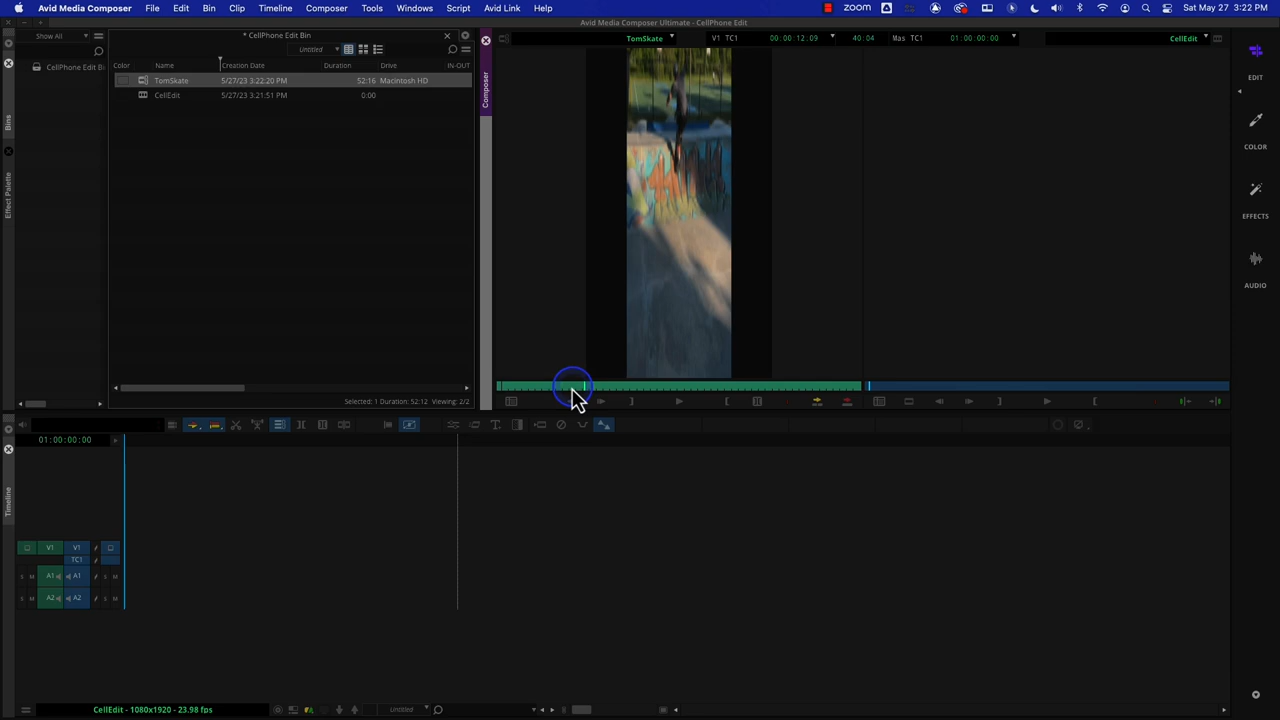 Avid Media Composer File Edit Bin Clip Timeline Composer Tools Windows Script Avid Link Help zoom Sat May 27 3:22 PM
Avid Media Composer Ultimate - CellPhone Edit
Show All
* CellPhone Edit Bin
Untitled
TomSkate V1 TC1 00:00:12:09 40:04 Mas TC1 01:00:00:00 CellEdit
Color Name Creation Date Duration Drive IN-OUT
CellPhone Edit Bi
TomSkate 5/27/23 3:22:20 PM 52:16 Macintosh HD
CellEdit 5/27/23 3:21:51 PM 0:00
Bins
Effect Palette
Composer
EDIT
COLOR
EFFECTS
AUDIO
Selected: 1 Duration: 52:12 Viewing: 2/2
01:00:00:00
Timeline
V1 V1
TC1
S M A1 A1 S M
S M A2 A2 S M
CellEdit - 1080x1920 - 23.98 fps
Untitled